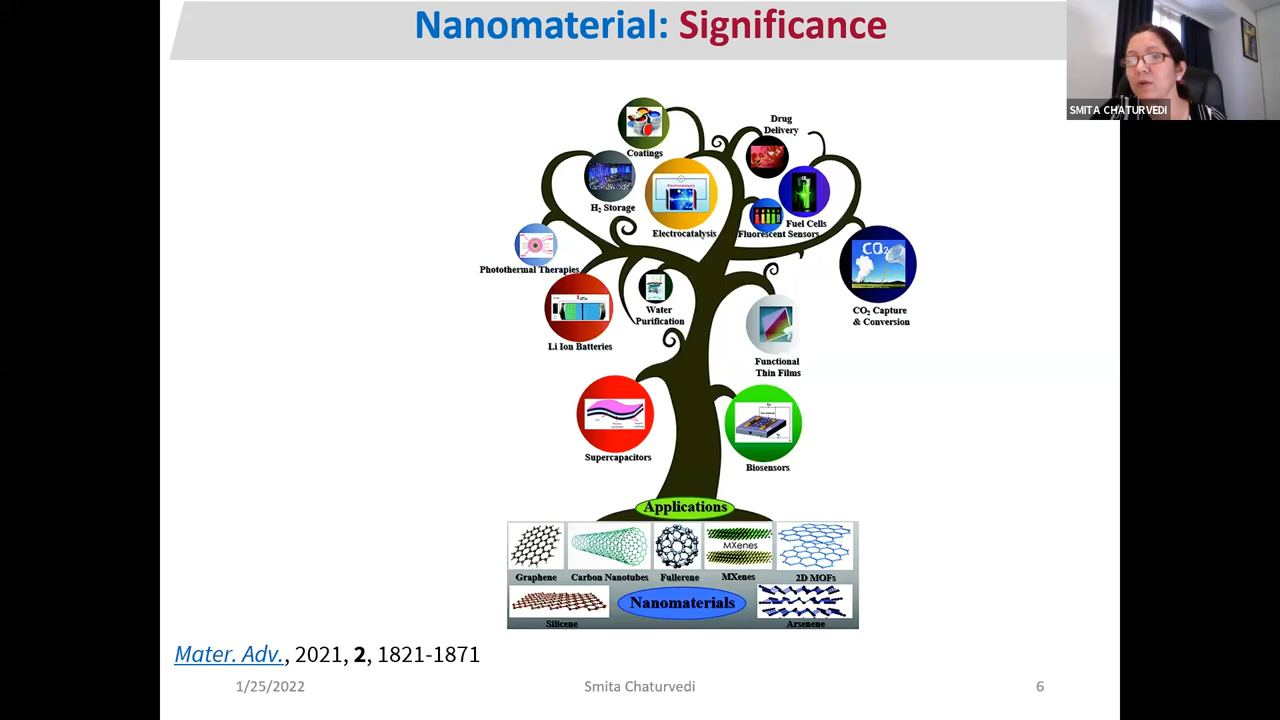 Nanomaterial: Significance
SMITA CHATURVEDI
Coatings
Drug
Delivery
H₂ Storage
Electrocatalysis
Electrocatalysis
Fuel Cells
Fluorescent Sensors
Photothermal Therapies
CO₂
CO₂ Capture
& Conversion
Water
Purification
Li Ion Batteries
Functional
Thin Films
Supercapacitors
Biosensors
Applications
MXenes
Graphene
Carbon Nanotubes
Fullerene
MXenes
2D MOFs
Nanomaterials
Silicene
Arsenene
Mater. Adv., 2021, 2, 1821-1871
1/25/2022
Smita Chaturvedi
6